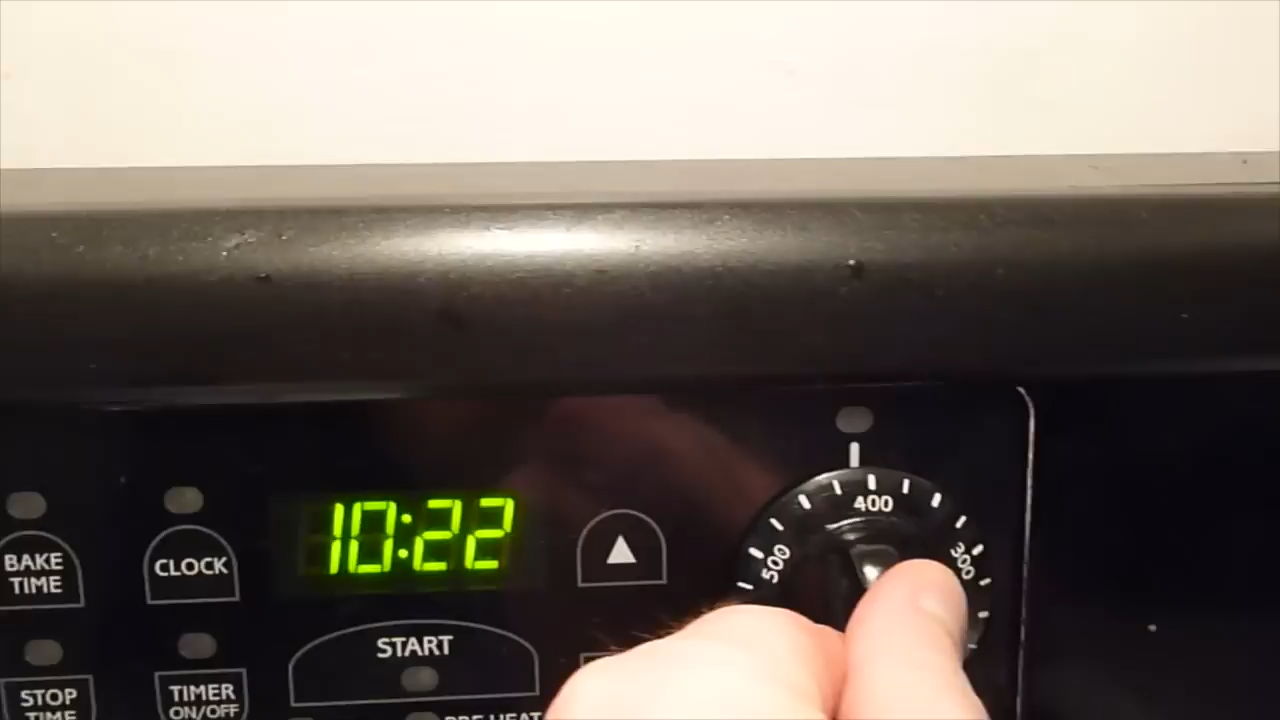 BAKE
TIME
CLOCK
10:22
400
500
300
START
STOP
TIME
TIMER
ON/OFF
PRE HEAT